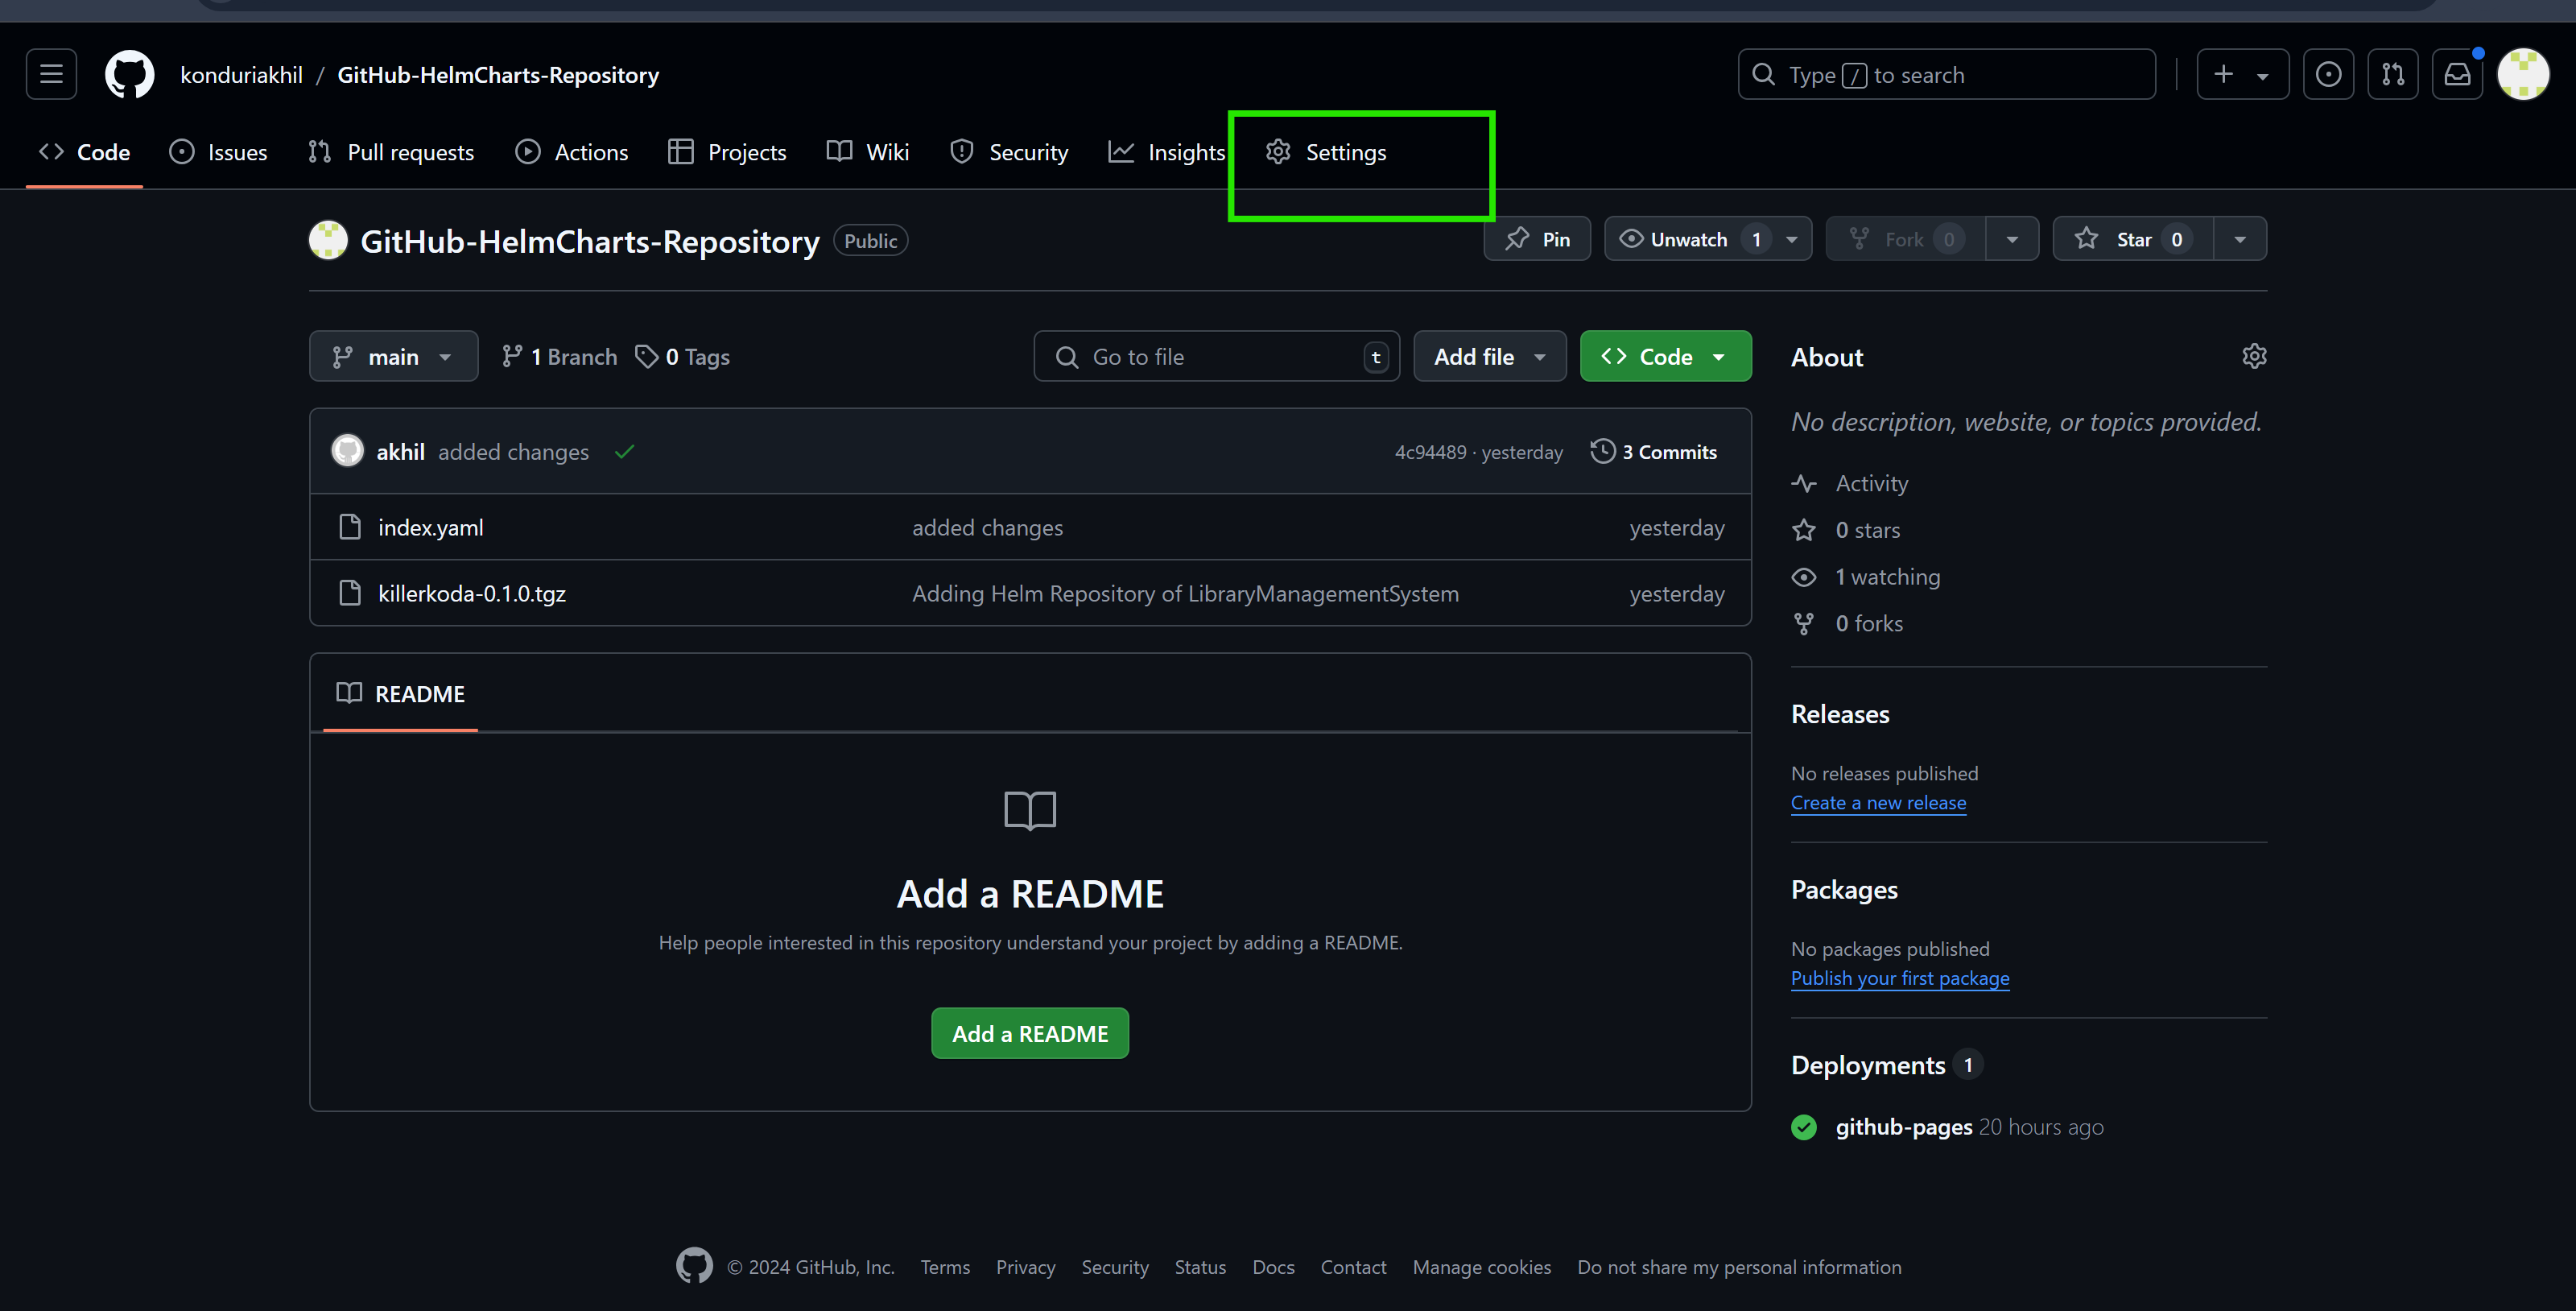 konduriakhil / GitHub-HelmCharts-Repository
Type / to search
Code Issues Pull requests Actions Projects Wiki Security Insights Settings
GitHub-HelmCharts-Repository Public
Pin Unwatch 1 Fork 0 Star 0
main 1 Branch 0 Tags Go to file t Add file Code
akhil added changes 4c94489 · yesterday 3 Commits
index.yaml added changes yesterday
killerkoda-0.1.0.tgz Adding Helm Repository of LibraryManagementSystem yesterday
README
Add a README
Help people interested in this repository understand your project by adding a README.
Add a README
About
No description, website, or topics provided.
Activity
0 stars
1 watching
0 forks
Releases
No releases published
Create a new release
Packages
No packages published
Publish your first package
Deployments 1
github-pages 20 hours ago
© 2024 GitHub, Inc. Terms Privacy Security Status Docs Contact Manage cookies Do not share my personal information